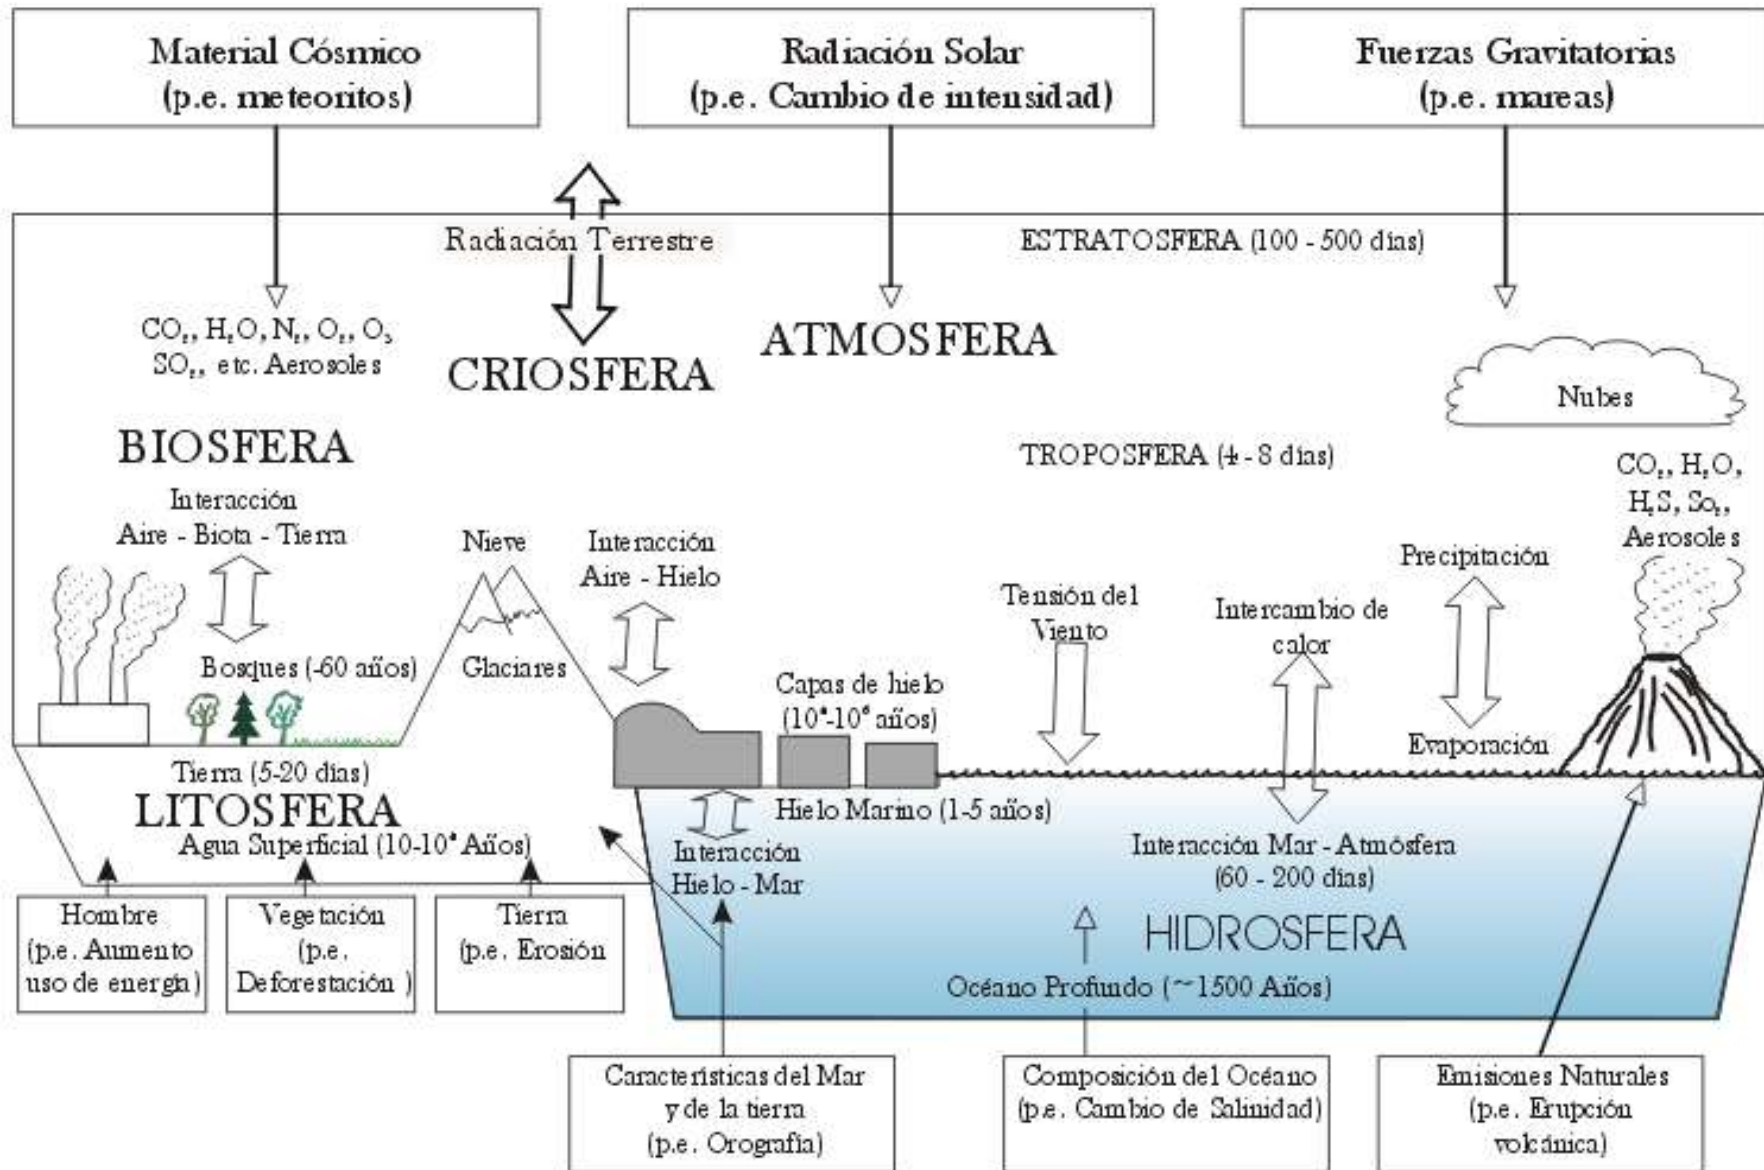 Material Cósmico
(p.e. meteoritos)
Radiación Solar
(p.e. Cambio de intensidad)
Fuerzas Gravitatorias
(p.e. mareas)
Radiación Terrestre
ESTRATOSFERA (100 - 500 días)
CO₂, H₂O, N₂, O₂, O₃
SO₂, etc. Aerosoles
ATMOSFERA
CRIOSFERA
Nubes
BIOSFERA
TROPOSFERA (4 - 8 días)
CO₂, H₂O,
H₂S, So₂,
Aerosoles
Interacción
Aire - Biota - Tierra
Nieve
Interacción
Aire - Hielo
Precipitación
Tensión del
Viento
Intercambio de
calor
Bosques (-60 años)
Glaciares
Capas de hielo
años)
Evaporación
Tierra (5-20 días)
LITOSFERA
Agua Superficial
Años)
Hielo Marino (1-5 años)
Interacción
Hielo - Mar
Interacción Mar - Atmósfera
(60 - 200 días)
HIDROSFERA
Océano Profundo (~1500 Años)
Hombre
(p.e. Aumento
uso de energía)
Vegetación
(p.e.
Deforestación )
Tierra
(p.e. Erosión
Características del Mar
y de la tierra
(p.e. Orografía)
Composición del Océano
(p.e. Cambio de Salinidad)
Emisiones Naturales
(p.e. Erupción
volcánica)